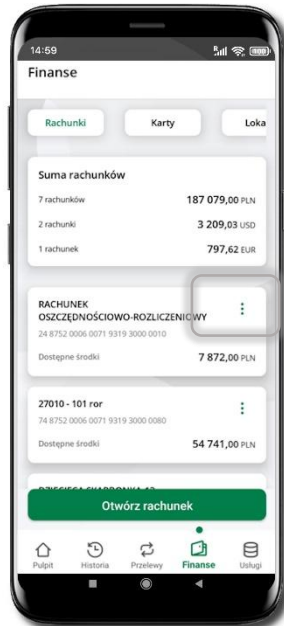 14:59
Finanse
Rachunki Karty Loka
Suma rachunków
7 rachunków 187 079,00 PLN
2 rachunki 3 209,03 USD
1 rachunek 797,62 EUR
RACHUNEK
OSZCZĘDNOŚCIOWO-ROZLICZENIOWY
24 8752 0006 0071 9319 3000 0010
Dostępne środki 7 872,00 PLN
27010 - 101 ror
74 8752 0006 0071 9319 3000 0080
Dostępne środki 54 741,00 PLN
Otwórz rachunek
Pulpit Historia Przelewy Finanse Usługi